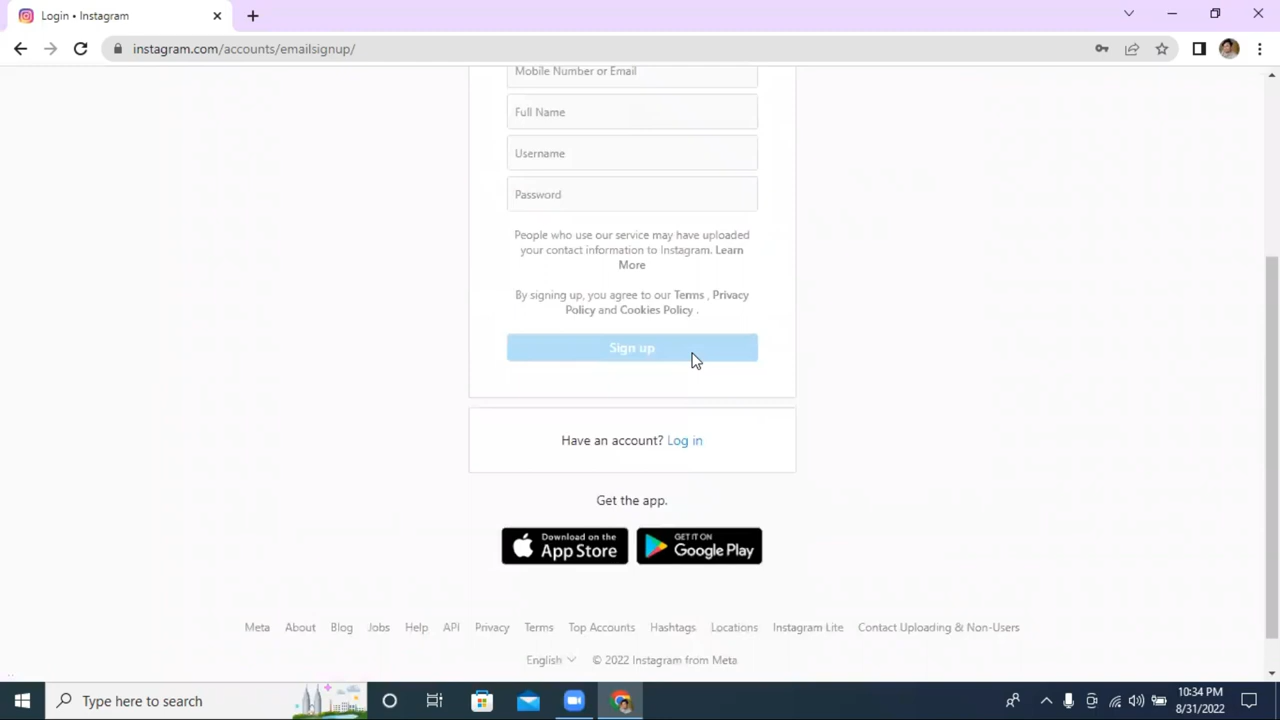 Login • Instagram
instagram.com/accounts/emailsignup/
Mobile Number or Email
Full Name
Username
Password
People who use our service may have uploaded
your contact information to Instagram. Learn
More
By signing up, you agree to our Terms , Privacy
Policy and Cookies Policy .
Sign up
Have an account? Log in
Get the app.
Download on the
App Store
GET IT ON
Google Play
Meta About Blog Jobs Help API Privacy Terms Top Accounts Hashtags Locations Instagram Lite Contact Uploading & Non-Users
English © 2022 Instagram from Meta
Type here to search
10:34 PM
8/31/2022